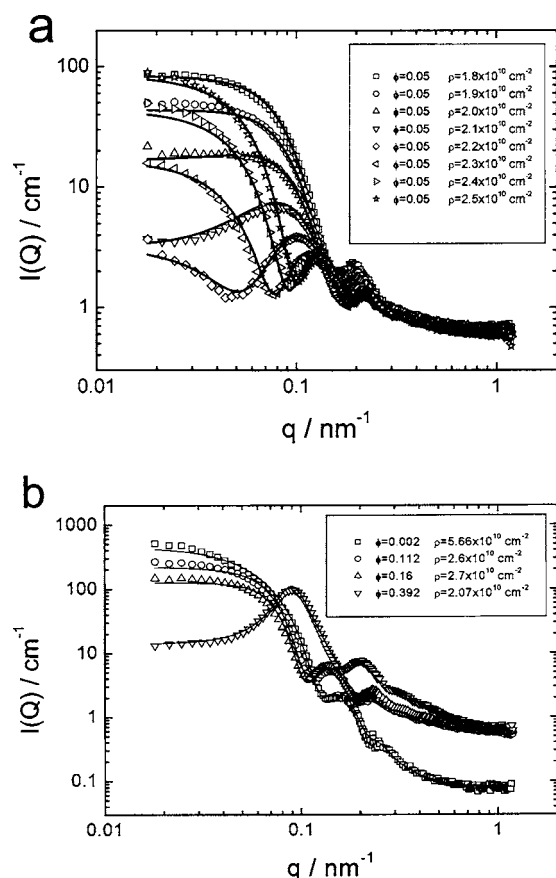 a
□ ϕ=0.05 ρ=1.8x10¹⁰ cm⁻²
○ ϕ=0.05 ρ=1.9x10¹⁰ cm⁻²
△ ϕ=0.05 ρ=2.0x10¹⁰ cm⁻²
▽ ϕ=0.05 ρ=2.1x10¹⁰ cm⁻²
◇ ϕ=0.05 ρ=2.2x10¹⁰ cm⁻²
◁ ϕ=0.05 ρ=2.3x10¹⁰ cm⁻²
▷ ϕ=0.05 ρ=2.4x10¹⁰ cm⁻²
☆ ϕ=0.05 ρ=2.5x10¹⁰ cm⁻²
100
10
1
I(Q) / cm⁻¹
0.01 0.1 1
q / nm⁻¹
b
□ ϕ=0.002 ρ=5.66x10¹⁰ cm⁻²
○ ϕ=0.112 ρ=2.6x10¹⁰ cm⁻²
△ ϕ=0.16 ρ=2.7x10¹⁰ cm⁻²
▽ ϕ=0.392 ρ=2.07x10¹⁰ cm⁻²
1000
100
10
1
0.1
I(Q) / cm⁻¹
0.01 0.1 1
q / nm⁻¹